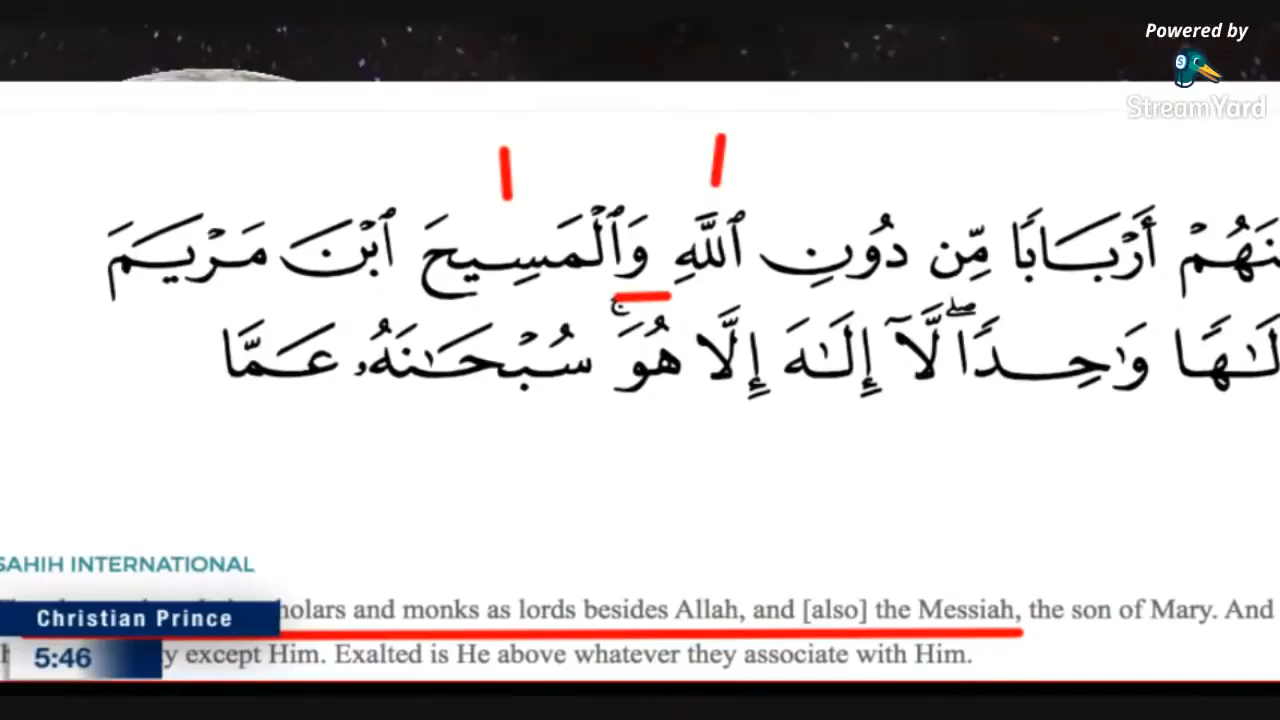 Powered by
StreamYard
أَرْبَابًا مِّن دُونِ ٱللَّهِ وَٱلْمَسِيحَ ٱبْنَ مَرْيَمَ
وَٰحِدًا ۖ لَّآ إِلَـٰهَ إِلَّا هُوَ ۚ سُبْحَـٰنَهُۥ عَمَّا
SAHIH INTERNATIONAL
and monks as lords besides Allah, and [also] the Messiah, the son of Mary. And
Christian Prince
except Him. Exalted is He above whatever they associate with Him.
5:46